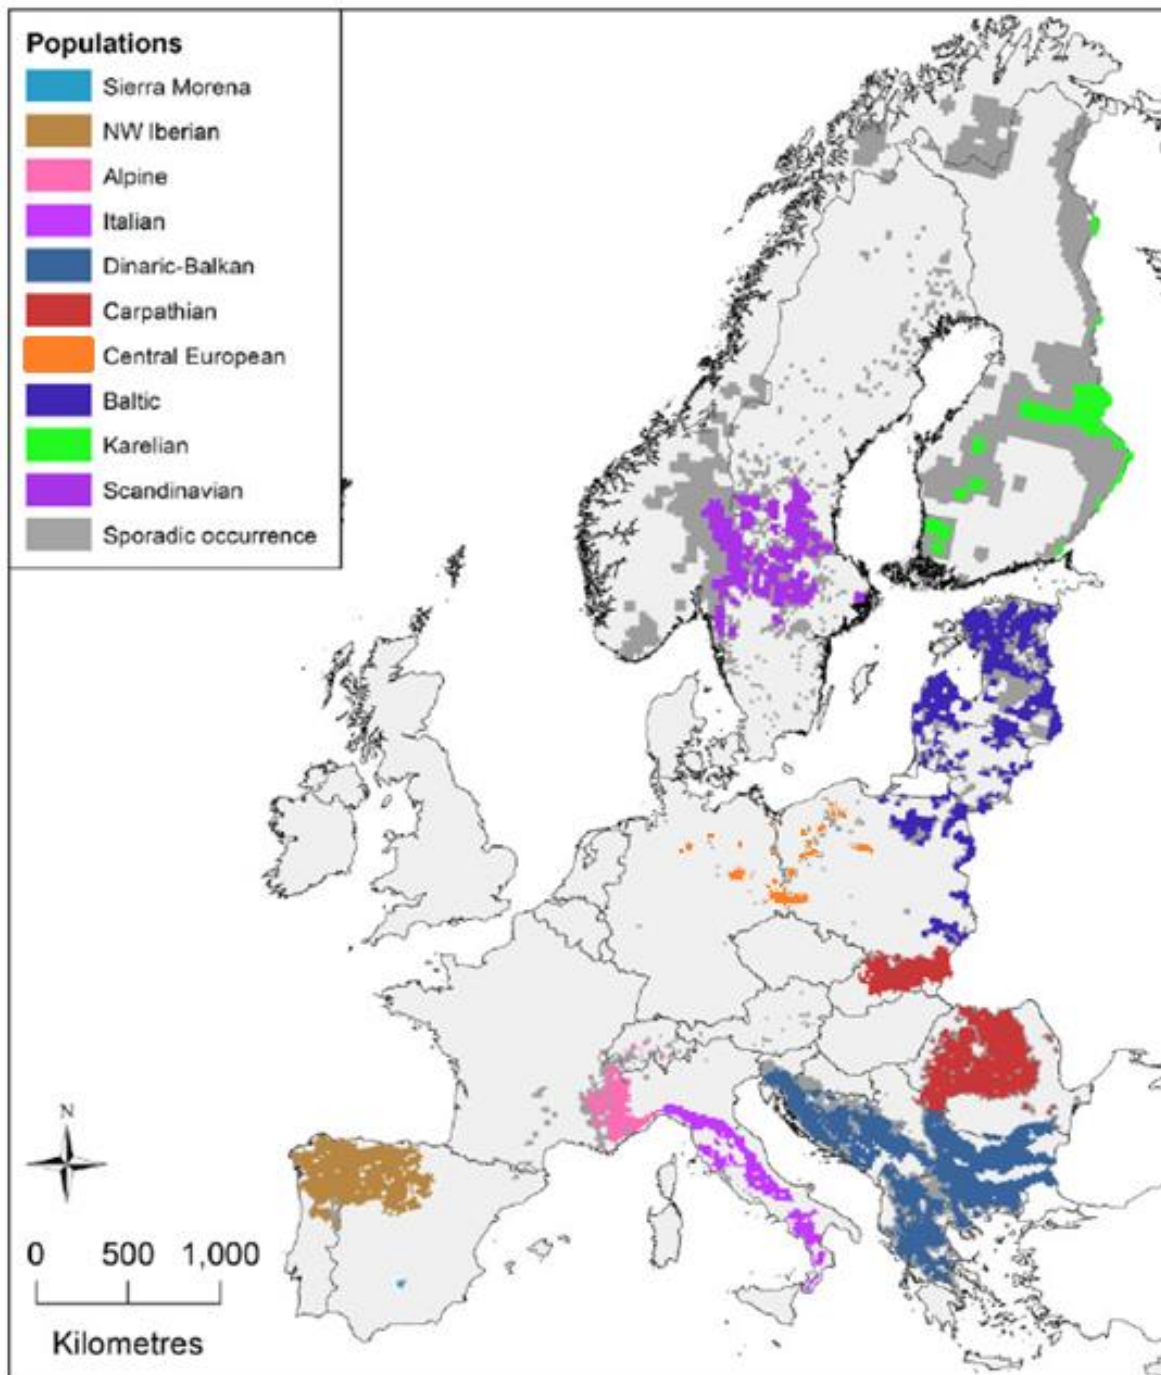 Populations
Sierra Morena
NW Iberian
Alpine
Italian
Dinaric-Balkan
Carpathian
Central European
Baltic
Karelian
Scandinavian
Sporadic occurrence
N
0 500 1,000
Kilometres